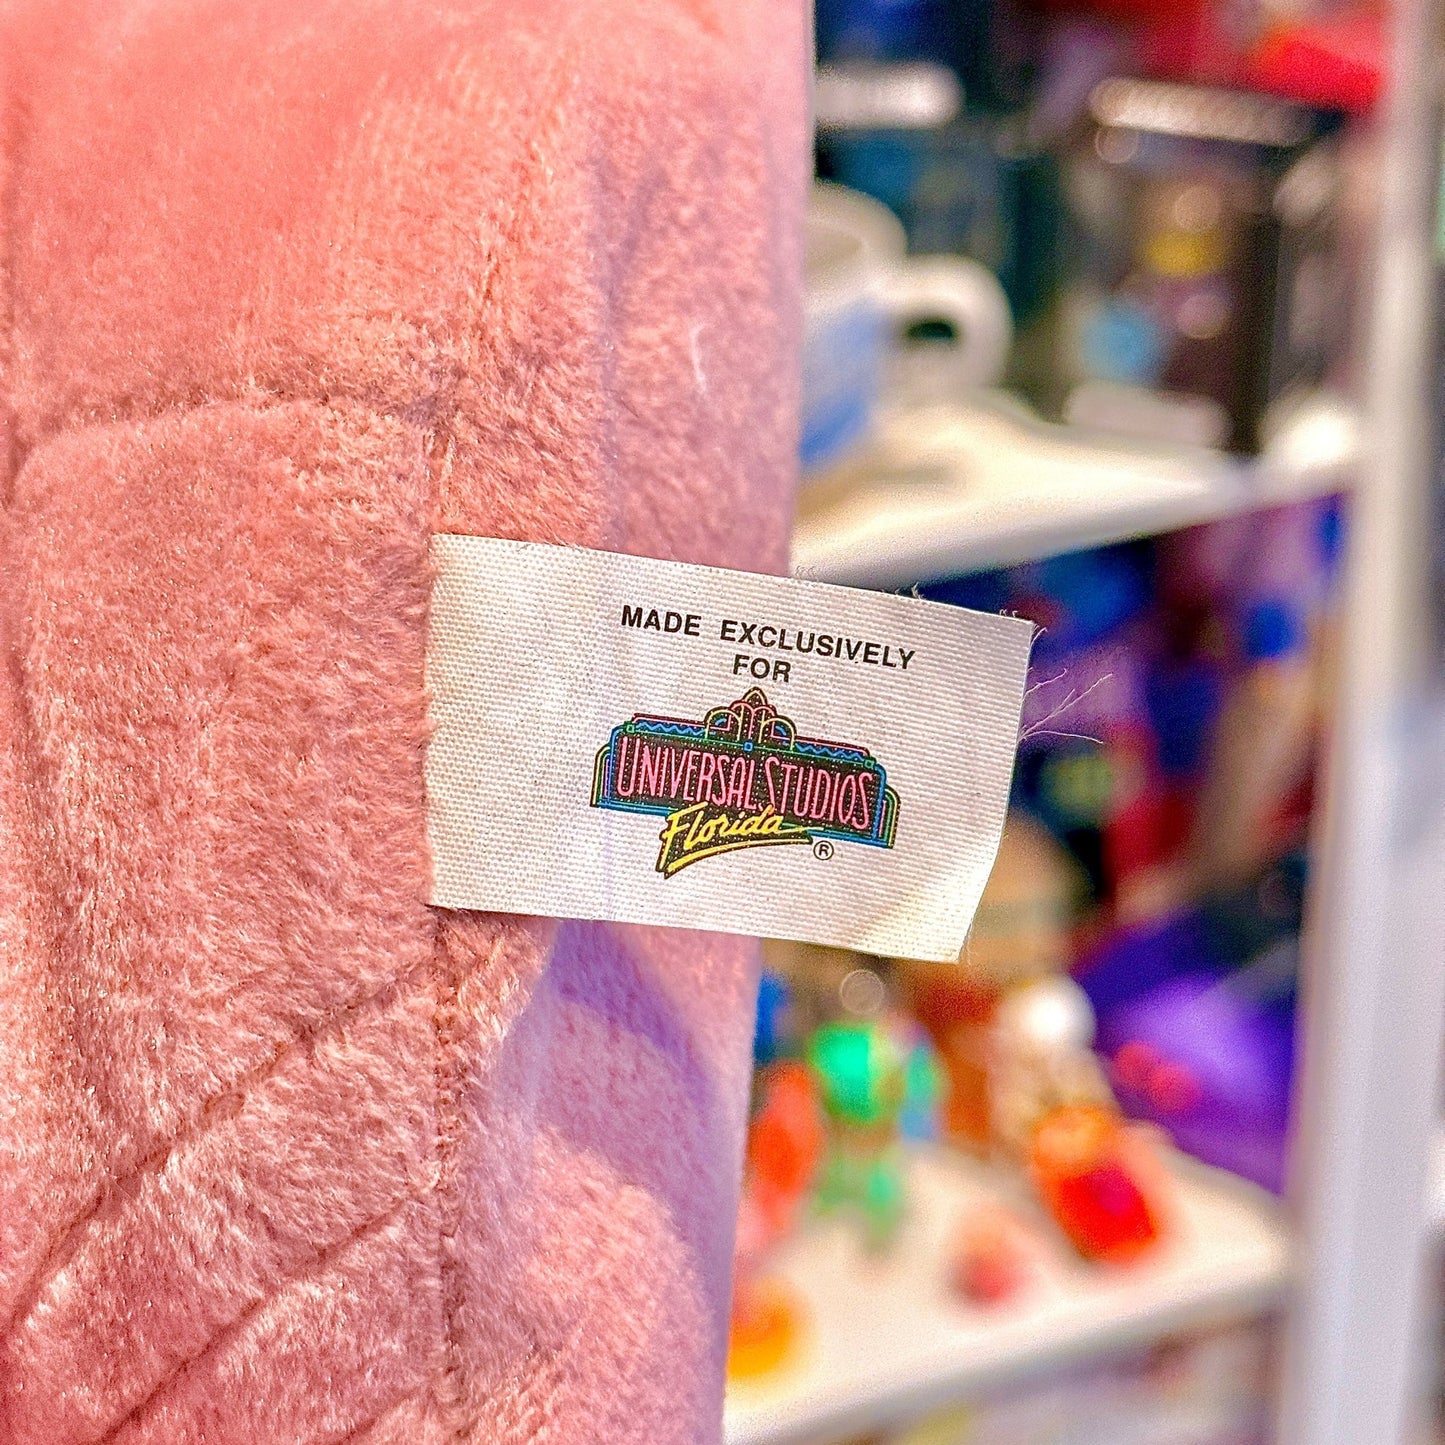 MADE EXCLUSIVELY
FOR
UNIVERSAL STUDIOS
Florida
®